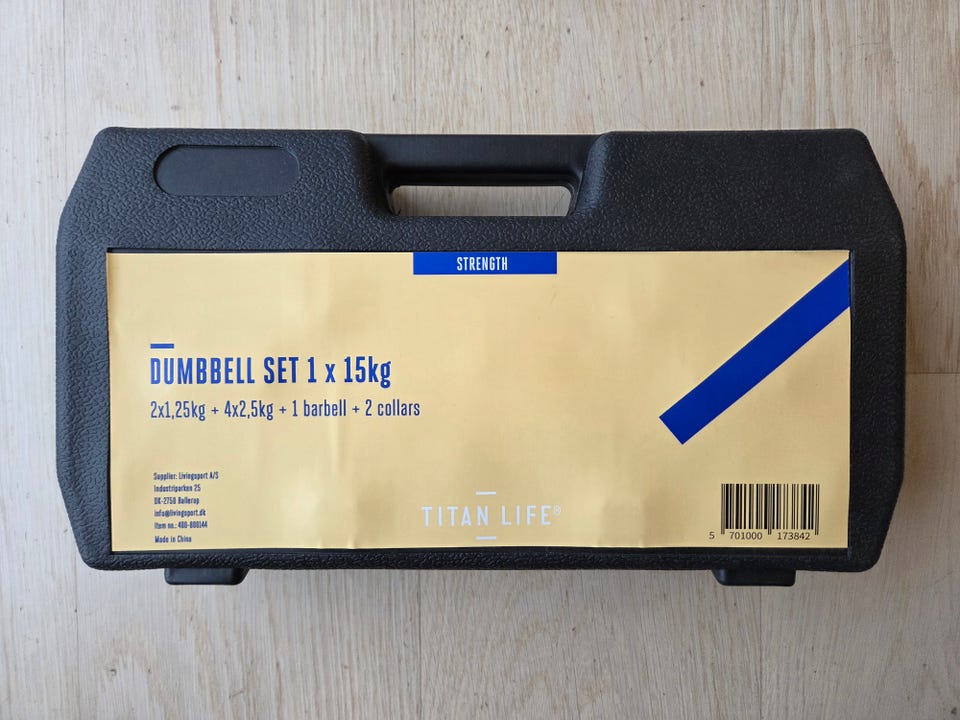 STRENGTH
DUMBBELL SET 1 x 15kg
2x1,25kg + 4x2,5kg + 1 barbell + 2 collars
Supplier: Livingsport A/S
Industriparken 25
DK-2750 Ballerup
info@livingsport.dk
Item no.: 400-800144
Made in China
TITAN LIFE®
5 701000 173842